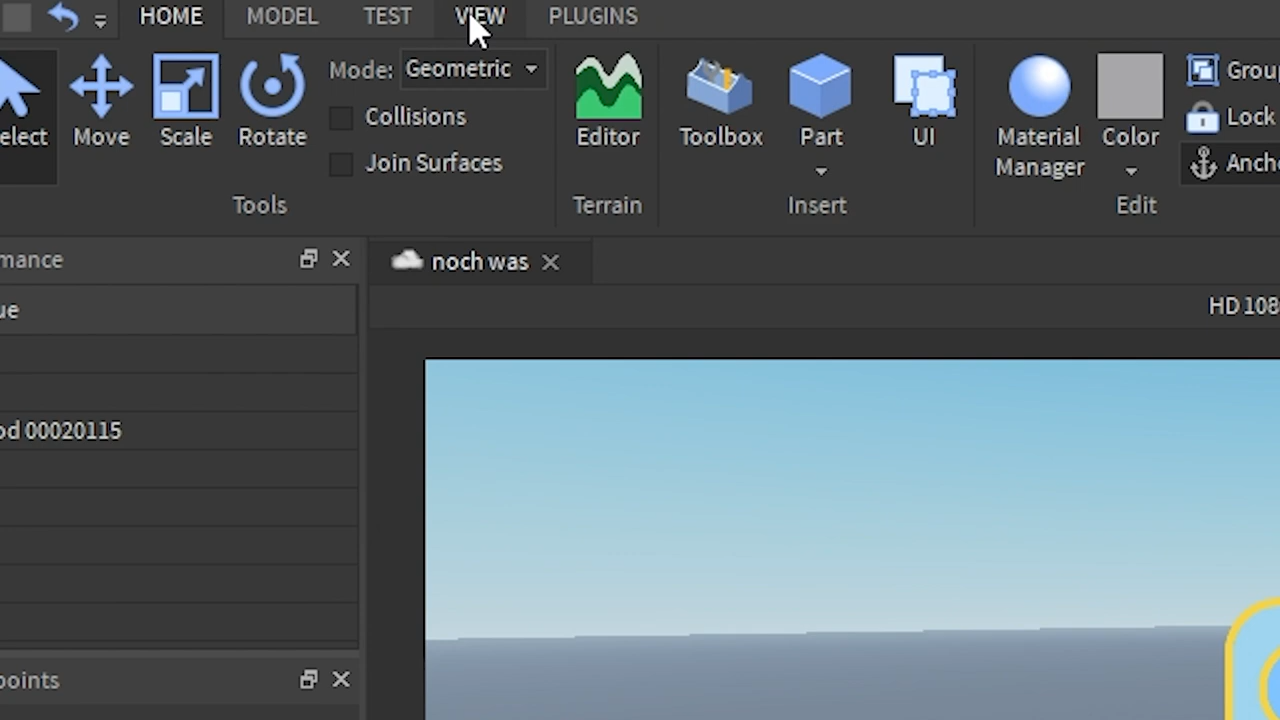 HOME MODEL TEST VIEW PLUGINS
Mode: Geometric
Collisions
Join Surfaces
elect Move Scale Rotate
Tools
Editor
Terrain
Toolbox Part UI
Insert
Material Manager
Color
Grou
Lock
Ancho
Edit
mance
noch was
ue
HD 108
od 00020115
points